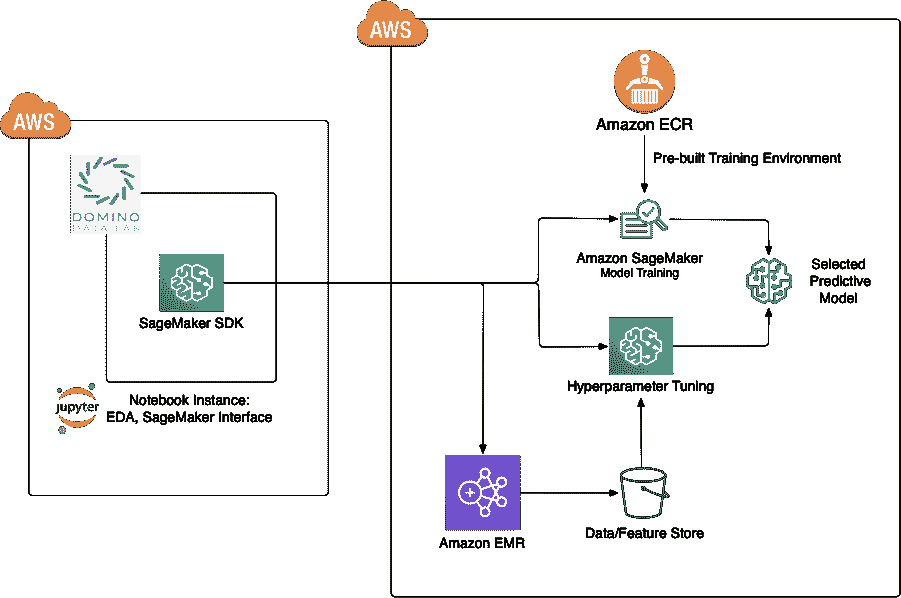 AWS
AWS
DOMINO
DATA LAB
SageMaker SDK
jupyter
Notebook Instance:
EDA, SageMaker Interface
Amazon ECR
Pre-built Training Environment
Amazon SageMaker
Model Training
Selected
Predictive
Model
Hyperparameter Tuning
Amazon EMR
Data/Feature Store